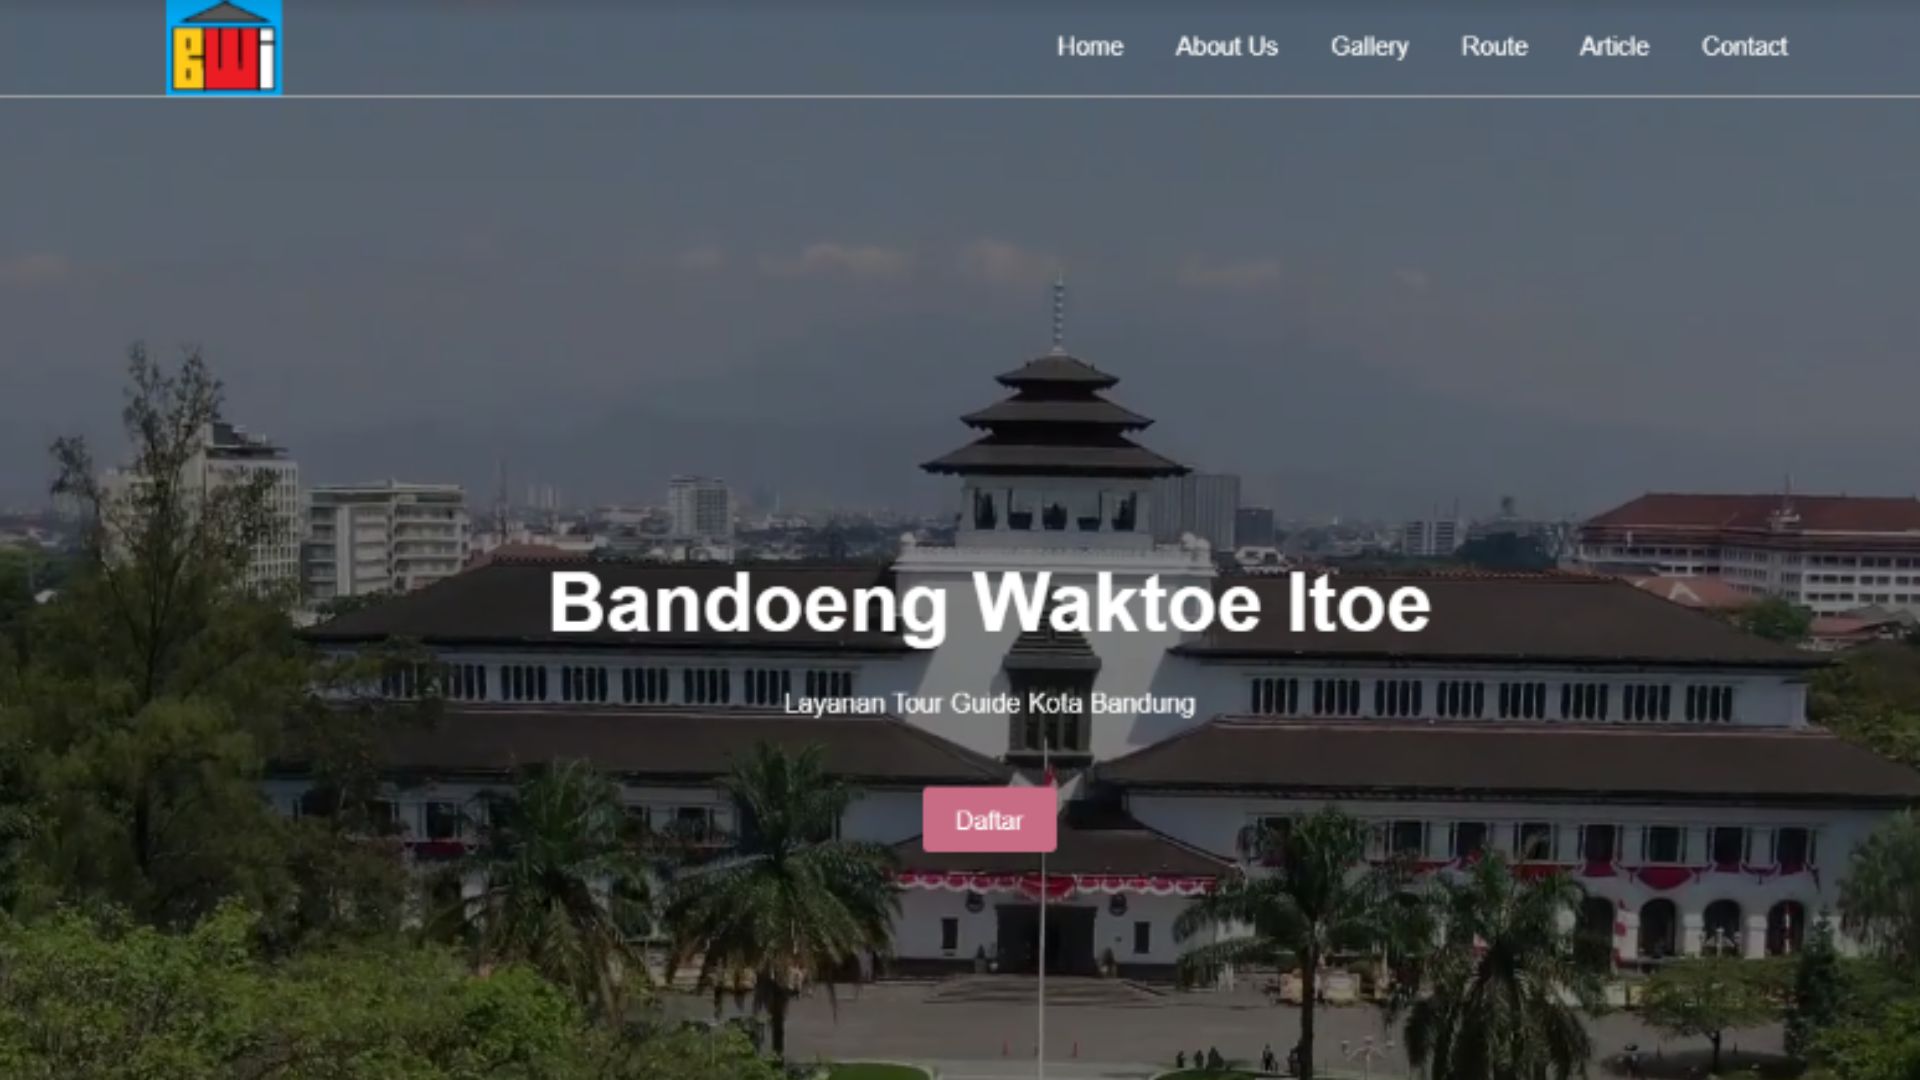 BWi
Home About Us Gallery Route Article Contact
Bandoeng Waktoe Itoe
Layanan Tour Guide Kota Bandung
Daftar